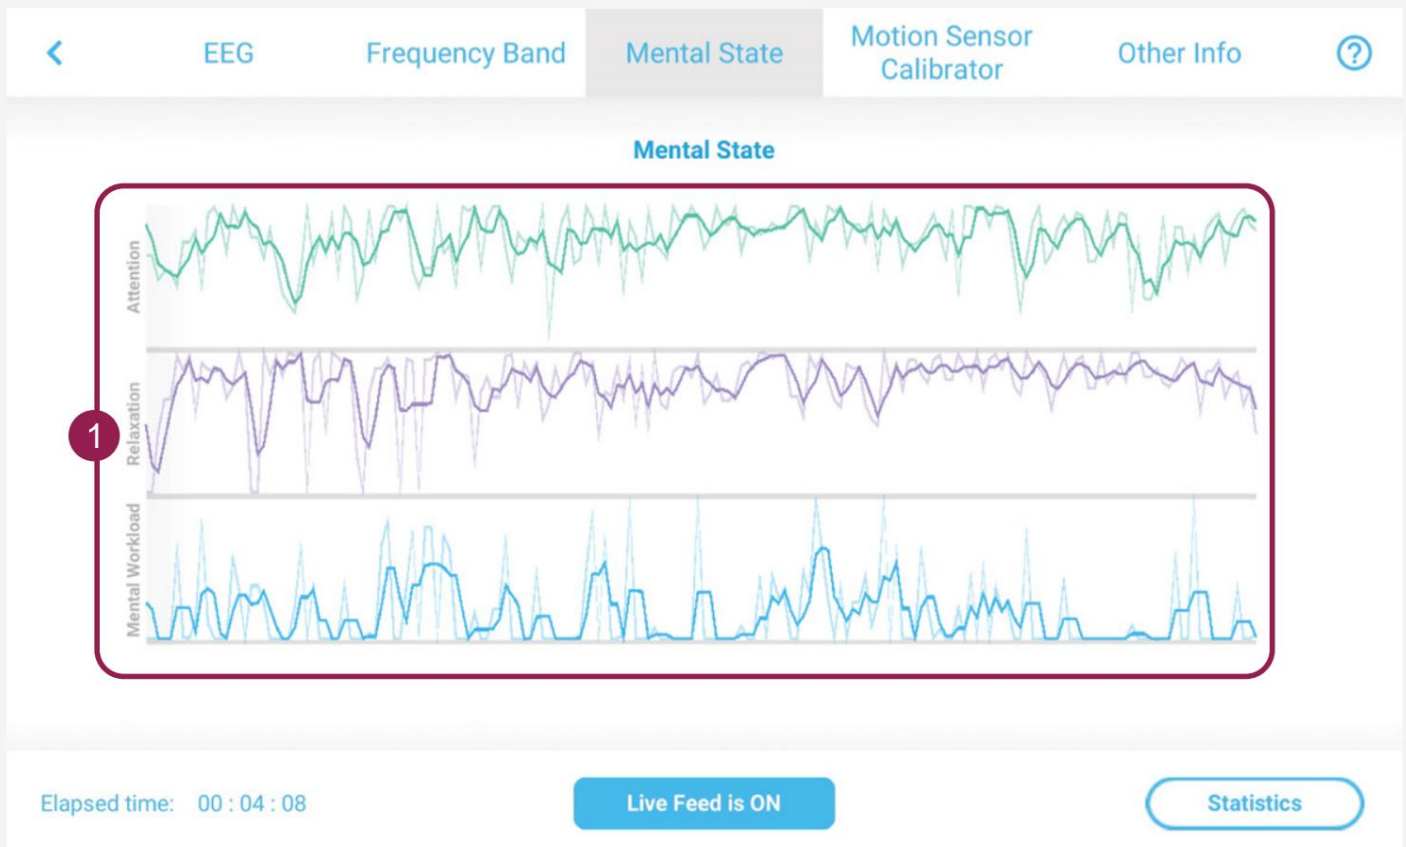 EEG
Frequency Band
Mental State
Motion Sensor
Calibrator
Other Info
?
Mental State
Attention
Relaxation
Mental Workload
1
Elapsed time: 00 : 04 : 08
Live Feed is ON
Statistics